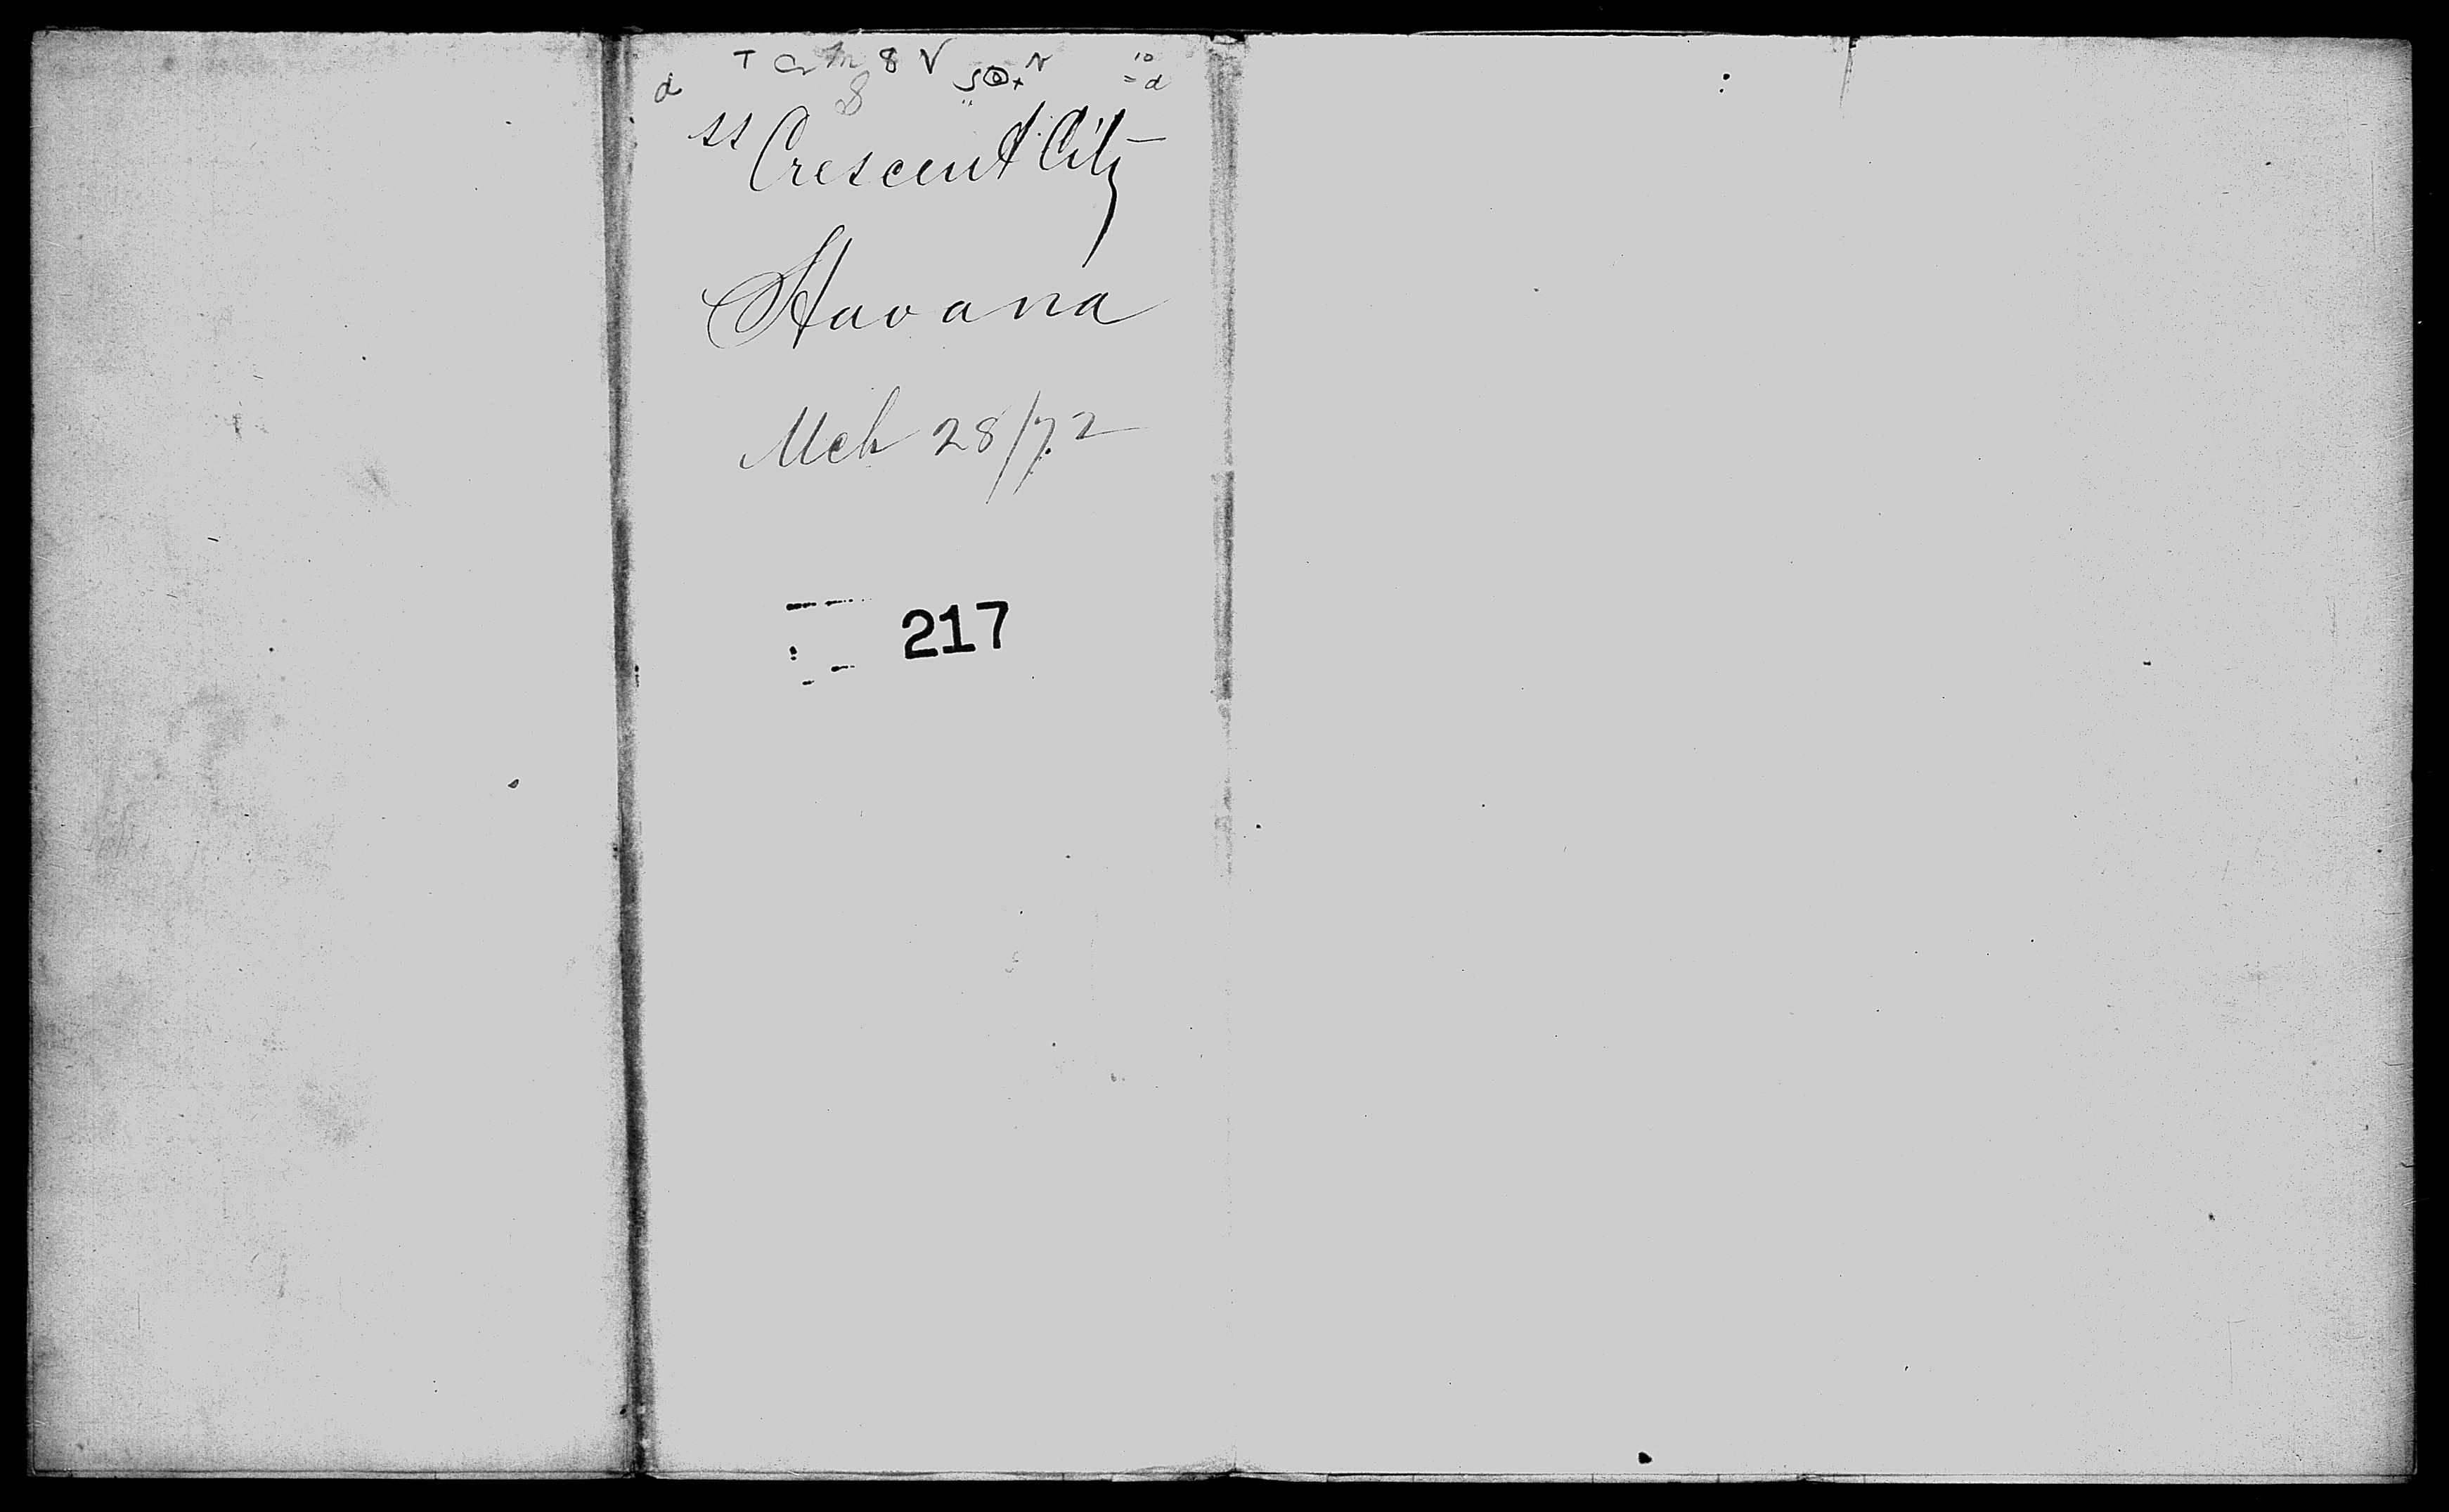 SS Crescent City
Havana
Mch 28/72
217